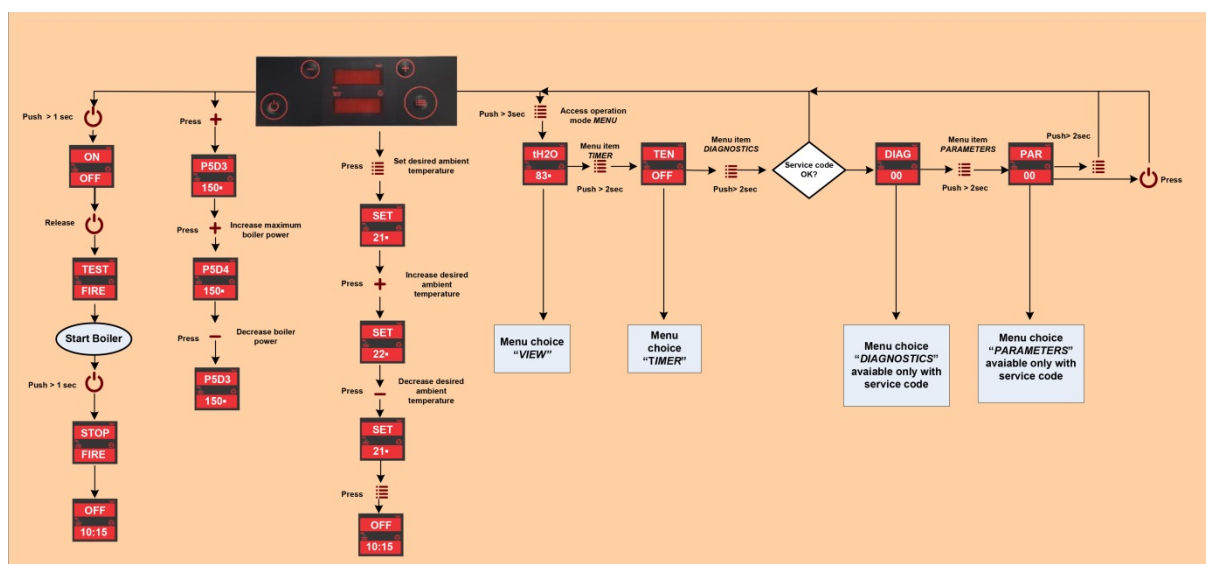 Push > 1 sec
ON
OFF
Release
TEST
FIRE
Start Boiler
Push > 1 sec
STOP
FIRE
OFF
10:15
Press
P5D3
150•
Press
Increase maximum
boiler power
P5D4
150•
Press
Decrease boiler
power
P5D3
150•
Press
Set desired ambient
temperature
SET
21•
Press
Increase desired
ambient
temperature
SET
22•
Press
Decrease desired
ambient
temperature
SET
21•
Press
OFF
10:15
Push > 3sec
Access operation
mode MENU
tH2O
83•
Menu item
TIMER
Push > 2sec
TEN
OFF
Menu item
DIAGNOSTICS
Push> 2sec
Service code
OK?
DIAG
00
Menu item
PARAMETERS
Push > 2sec
PAR
00
Push> 2sec
Press
Menu choice
“VIEW”
Menu
choice
“TIMER”
Menu choice
“DIAGNOSTICS”
avaiable only with
service code
Menu choice
“PARAMETERS”
avaiable only with
service code